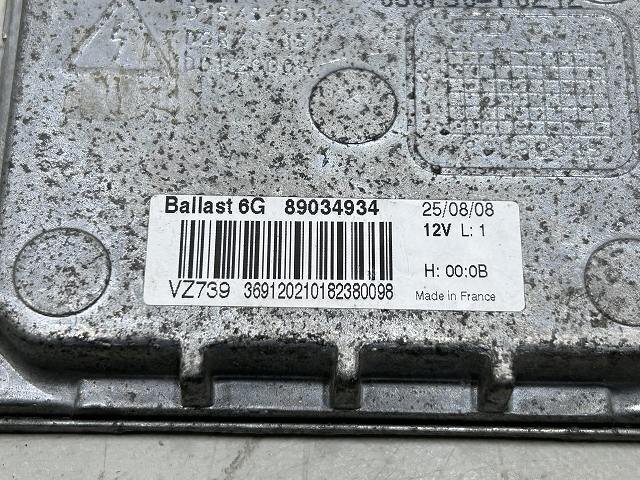 Ballast 6G 89034934 25/08/08
12V L: 1
H: 00:0B
VZ739 369120210182380098 Made in France